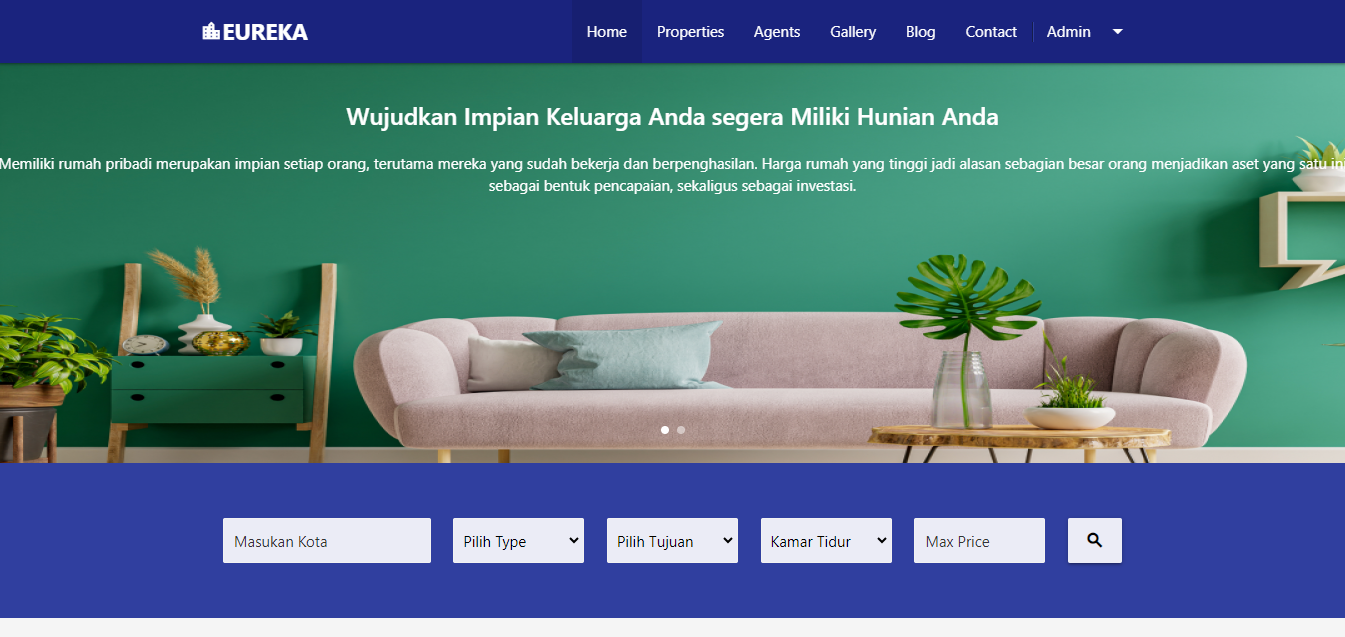 EUREKA Home Properties Agents Gallery Blog Contact Admin
Wujudkan Impian Keluarga Anda segera Miliki Hunian Anda
Memiliki rumah pribadi merupakan impian setiap orang, terutama mereka yang sudah bekerja dan berpenghasilan. Harga rumah yang tinggi jadi alasan sebagian besar orang menjadikan aset yang satu ini
sebagai bentuk pencapaian, sekaligus sebagai investasi.
Masukan Kota Pilih Type Pilih Tujuan Kamar Tidur Max Price